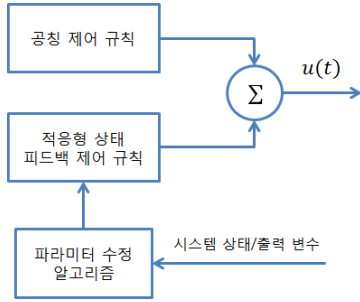 공칭 제어 규칙
u(t)
Σ
적응형 상태
피드백 제어 규칙
시스템 상태/출력 변수
파라미터 수정
알고리즘